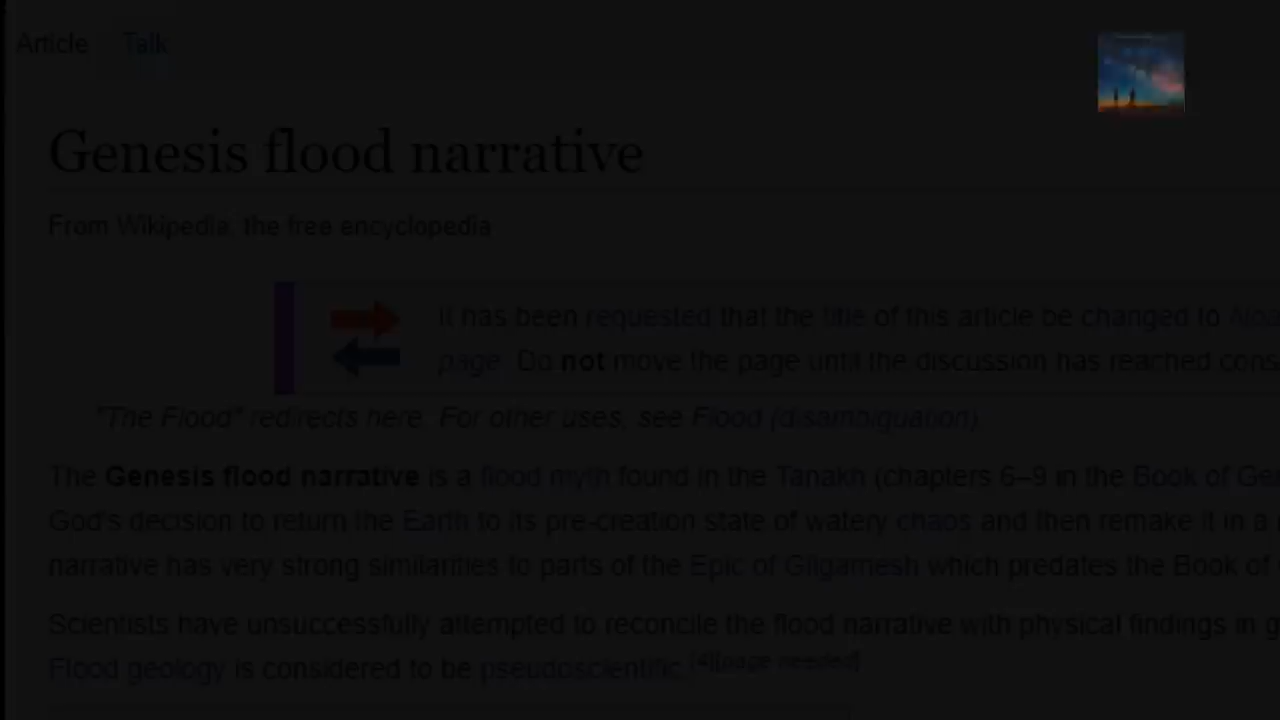 Article Talk
Genesis flood narrative
From Wikipedia, the free encyclopedia
It has been requested that the title of this article be changed to
page. Do not move the page until the discussion has reached
"The Flood" redirects here. For other uses, see Flood (disambiguation).
The Genesis flood narrative is a flood myth found in the Tanakh (chapters 6–9 in the Book of
God's decision to return the Earth to its pre-creation state of watery chaos and then remake it in a
narrative has very strong similarities to parts of the Epic of Gilgamesh which predates the Book of
Scientists have unsuccessfully attempted to reconcile the flood narrative with physical findings in
Flood geology is considered to be pseudoscientific.[4][page needed]